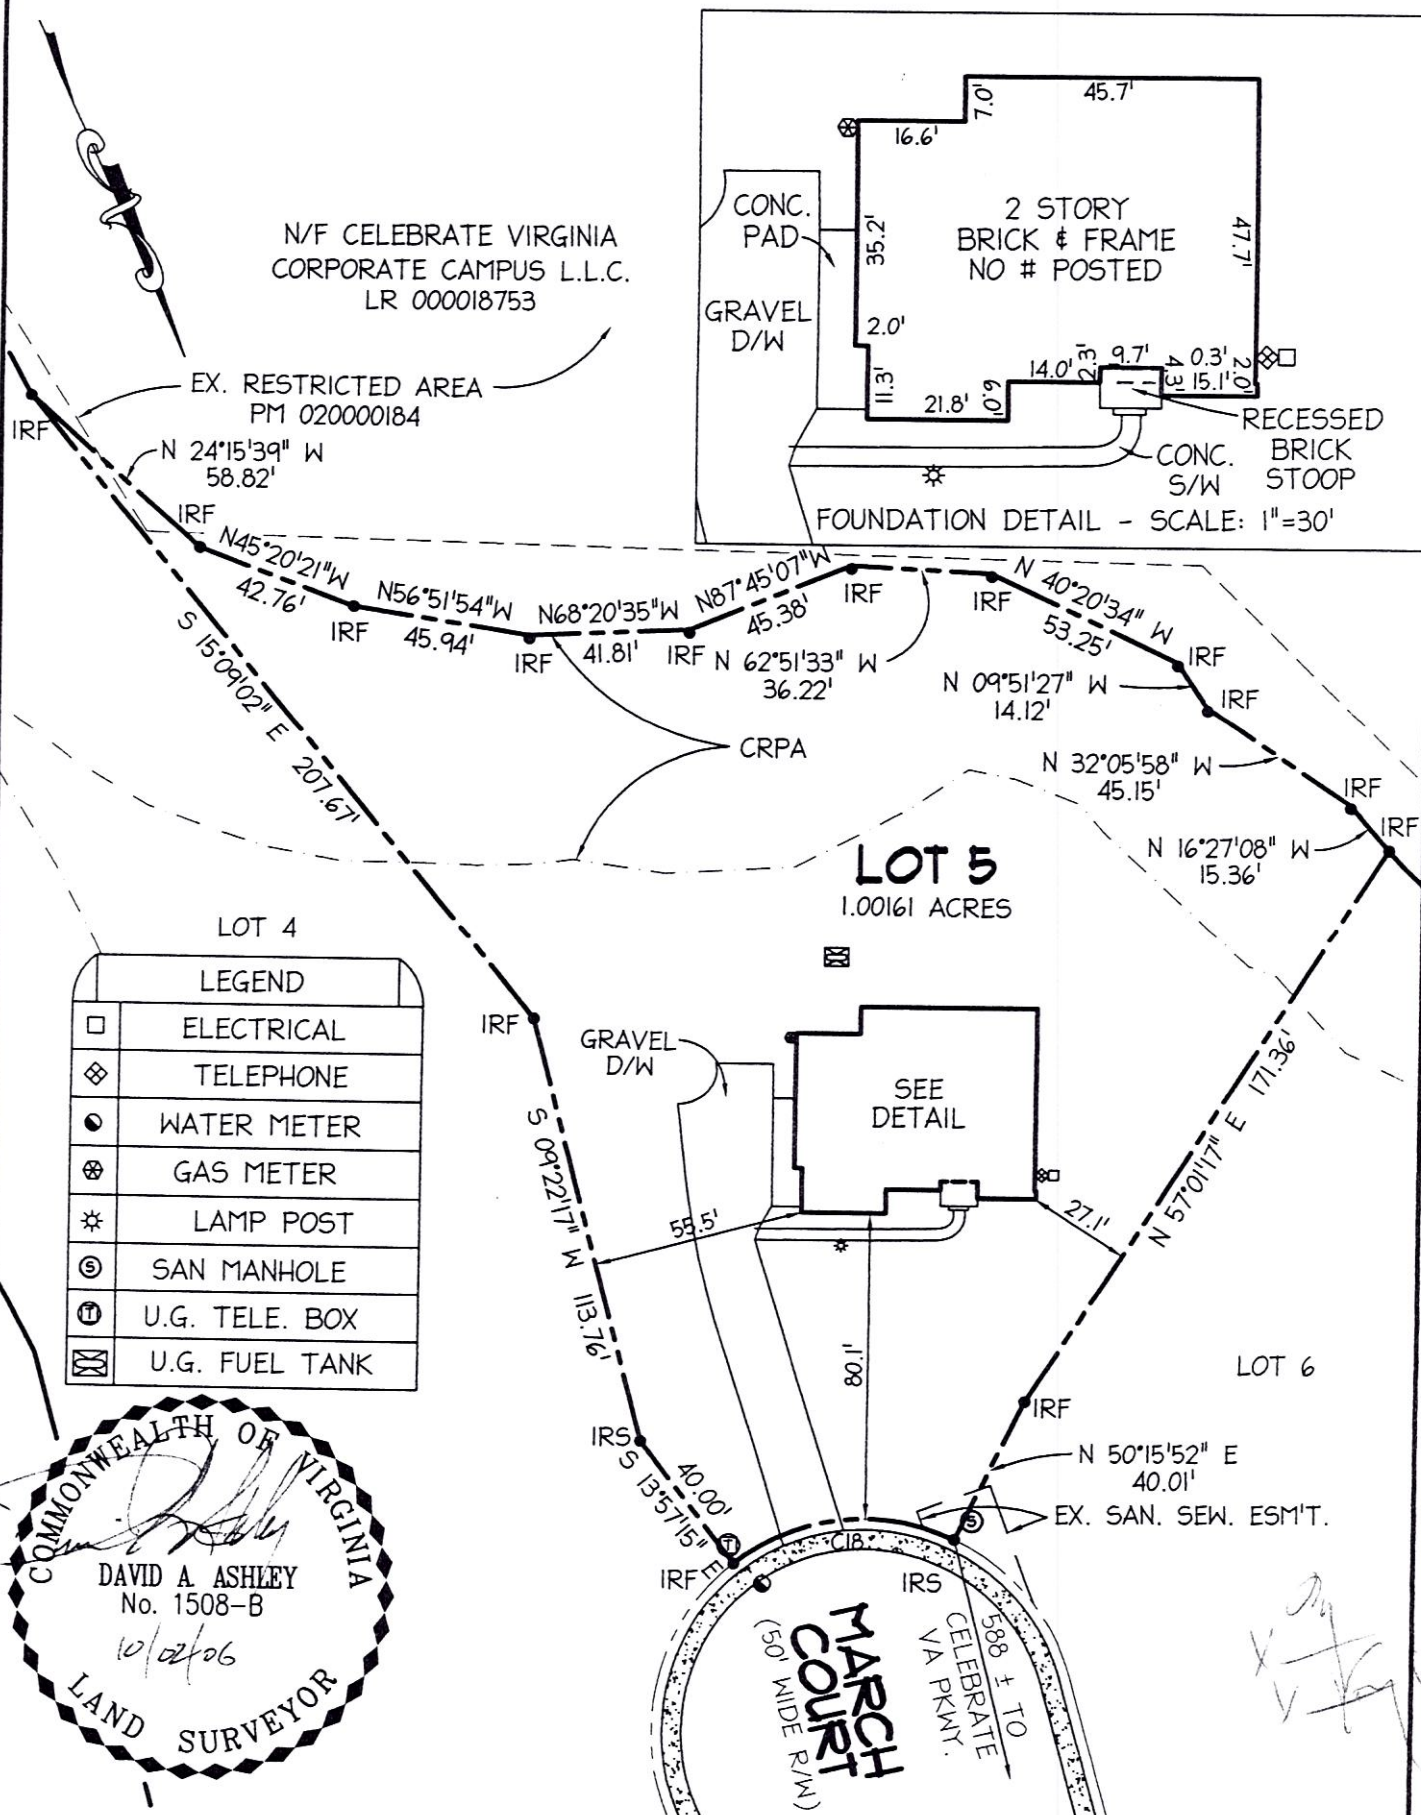 N/F CELEBRATE VIRGINIA
CORPORATE CAMPUS L.L.C.
LR 000018753
EX. RESTRICTED AREA
PM 020000184
IRF
N 24°15'39" W
58.82'
IRF
45.7'
7.0'
16.6'
CONC.
PAD
35.2'
2 STORY
BRICK & FRAME
NO # POSTED
47.7'
GRAVEL
D/W
2.0'
11.3'
21.8'
6.0'
14.0'
2.3'
9.7'
4.3'
0.3'
15.1'
2.0'
RECESSED
BRICK
STOOP
CONC.
S/W
FOUNDATION DETAIL - SCALE: 1"=30'
N45°20'21"W
42.76'
IRF
N56°51'54"W
45.94'
IRF
N68°20'35"W
41.81'
IRF
N87°45'07"W
45.38'
IRF
N 62°51'33" W
36.22'
IRF
N 40°20'34" W
53.25'
IRF
N 09°51'27" W
14.12'
IRF
N 32°05'58" W
45.15'
IRF
N 16°27'08" W
15.36'
IRF
S 15°09'02" E 207.67'
CRPA
LOT 5
1.00161 ACRES
LOT 4
LEGEND
ELECTRICAL
TELEPHONE
WATER METER
GAS METER
LAMP POST
S SAN MANHOLE
T U.G. TELE. BOX
U.G. FUEL TANK
IRF
GRAVEL
D/W
SEE
DETAIL
S 09°22'17" W 113.76'
55.5'
27.1'
80.1'
N 57°01'17" E 171.36'
LOT 6
IRF
N 50°15'52" E
40.01'
EX. SAN. SEW. ESM'T.
S
IRS
40.00'
S 13°57'15" E
T
IRF
C18
IRS
MARCH
COURT
(50' WIDE R/W)
588 ± TO
CELEBRATE
VA PKWY.
COMMONWEALTH OF VIRGINIA
DAVID A. ASHLEY
No. 1508-B
10/02/06
LAND SURVEYOR